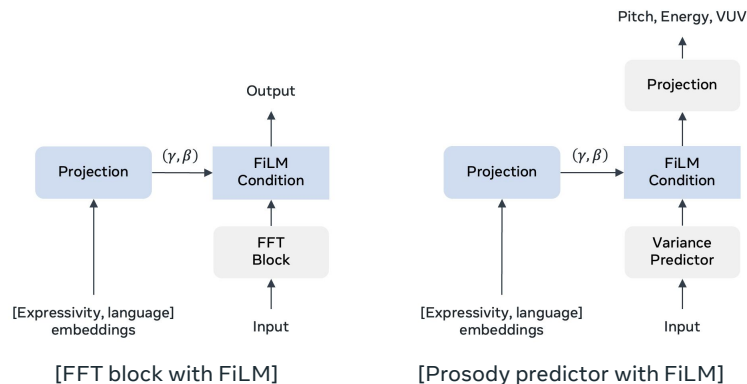 Output
(γ, β)
Projection
FiLM
Condition
FFT
Block
[Expressivity, language]
embeddings
Input
[FFT block with FiLM]
Pitch, Energy, VUV
Projection
(γ, β)
Projection
FiLM
Condition
Variance
Predictor
[Expressivity, language]
embeddings
Input
[Prosody predictor with FiLM]